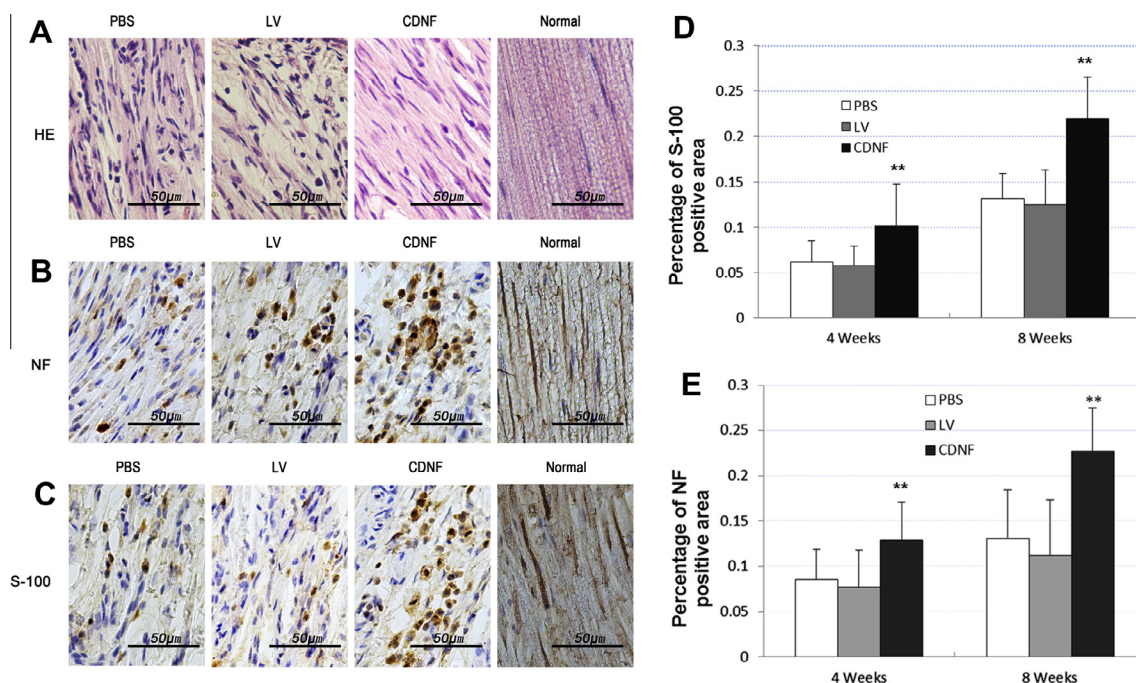 A
PBS LV CDNF Normal
HE
50μm 50μm 50μm 50μm
B
PBS LV CDNF Normal
NF
50μm 50μm 50μm 50μm
C
PBS LV CDNF Normal
S-100
50μm 50μm 50μm 50μm
D
Percentage of S-100
positive area
0.3
0.25
0.2
0.15
0.1
0.05
0
PBS
LV
CDNF
**
**
4 Weeks 8 Weeks
E
Percentage of NF
positive area
0.3
0.25
0.2
0.15
0.1
0.05
0
PBS
LV
CDNF
**
**
4 Weeks 8 Weeks